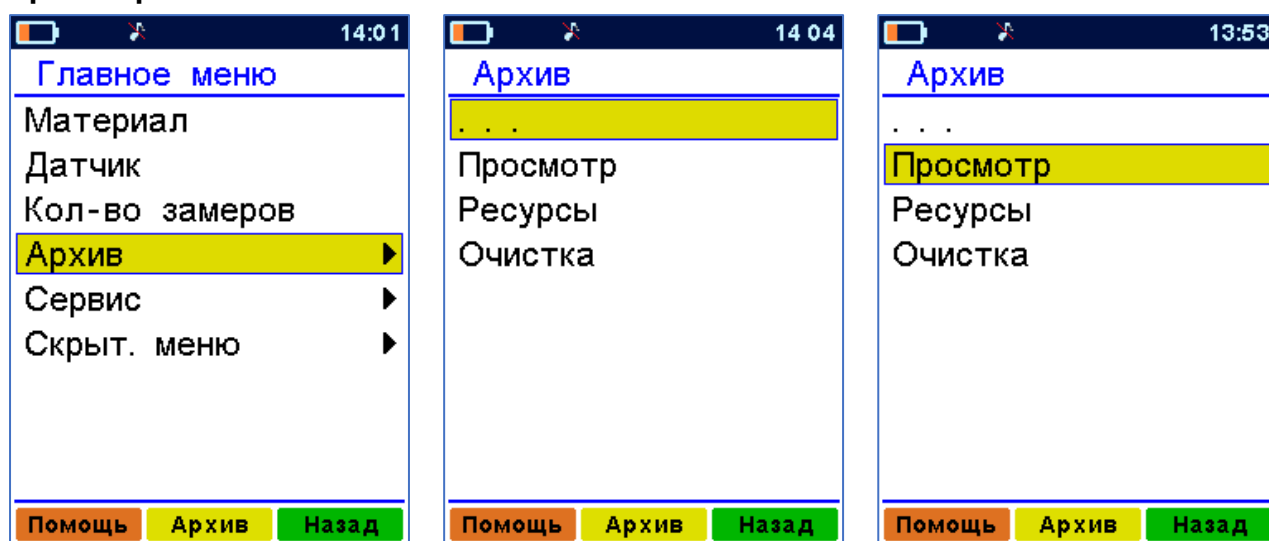 14:01
Главное меню
Материал
Датчик
Кол-во замеров
Архив
Сервис
Скрыт. меню
Помощь Архив Назад
14 04
Архив
. . .
Просмотр
Ресурсы
Очистка
Помощь Архив Назад
13:53
Архив
. . .
Просмотр
Ресурсы
Очистка
Помощь Архив Назад